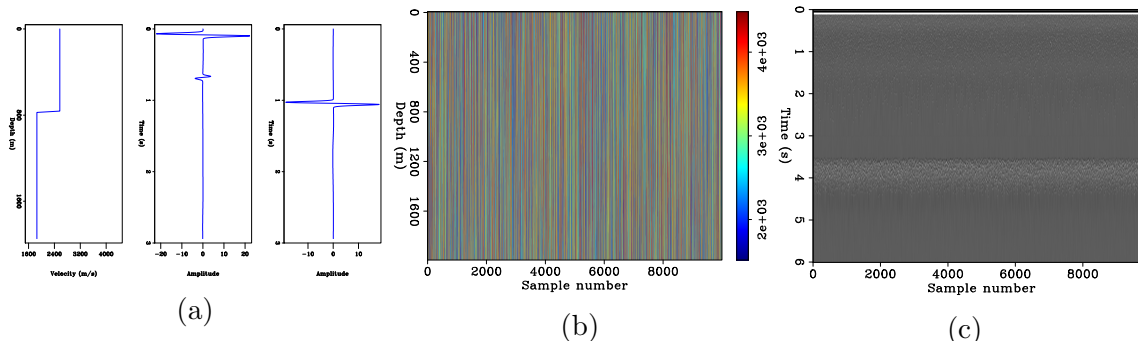 0
800
1600
Depth (m)
1600 2400 3200 4000
Velocity (m/s)
0
1
2
3
Time (s)
-20 -10 0 10 20
Amplitude
0
1
2
3
Time (s)
-10 0 10
Amplitude
(a)
0
400
800
1200
1600
Depth (m)
0 2000 4000 6000 8000
Sample number
2e+03 3e+03 4e+03
(b)
0
1
2
3
4
5
6
Time (s)
0 2000 4000 6000 8000
Sample number
(c)